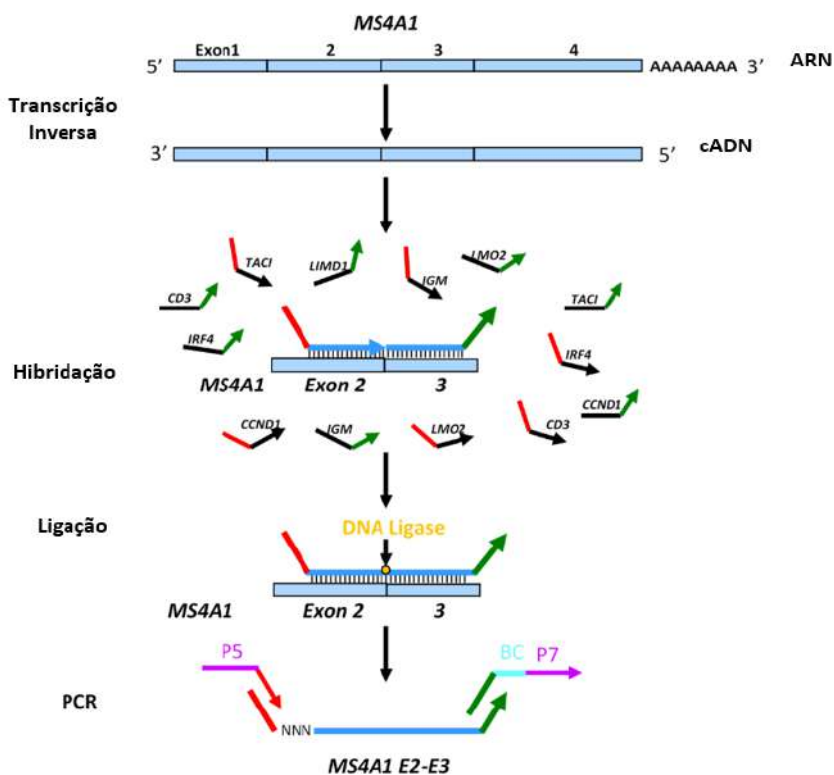 MS4A1
Exon1 2 3 4
5′ AAAAAAAA 3′ ARN
Transcrição
Inversa
3′ 5′ cADN
TACI LIMD1 IGM LMO2
CD3 TACI
IRF4 IRF4
Hibridação
MS4A1 Exon 2 3
CCND1 IGM LMO2 CD3 CCND1
Ligação
DNA Ligase
MS4A1 Exon 2 3
P5 BC P7
PCR
NNN
MS4A1 E2-E3